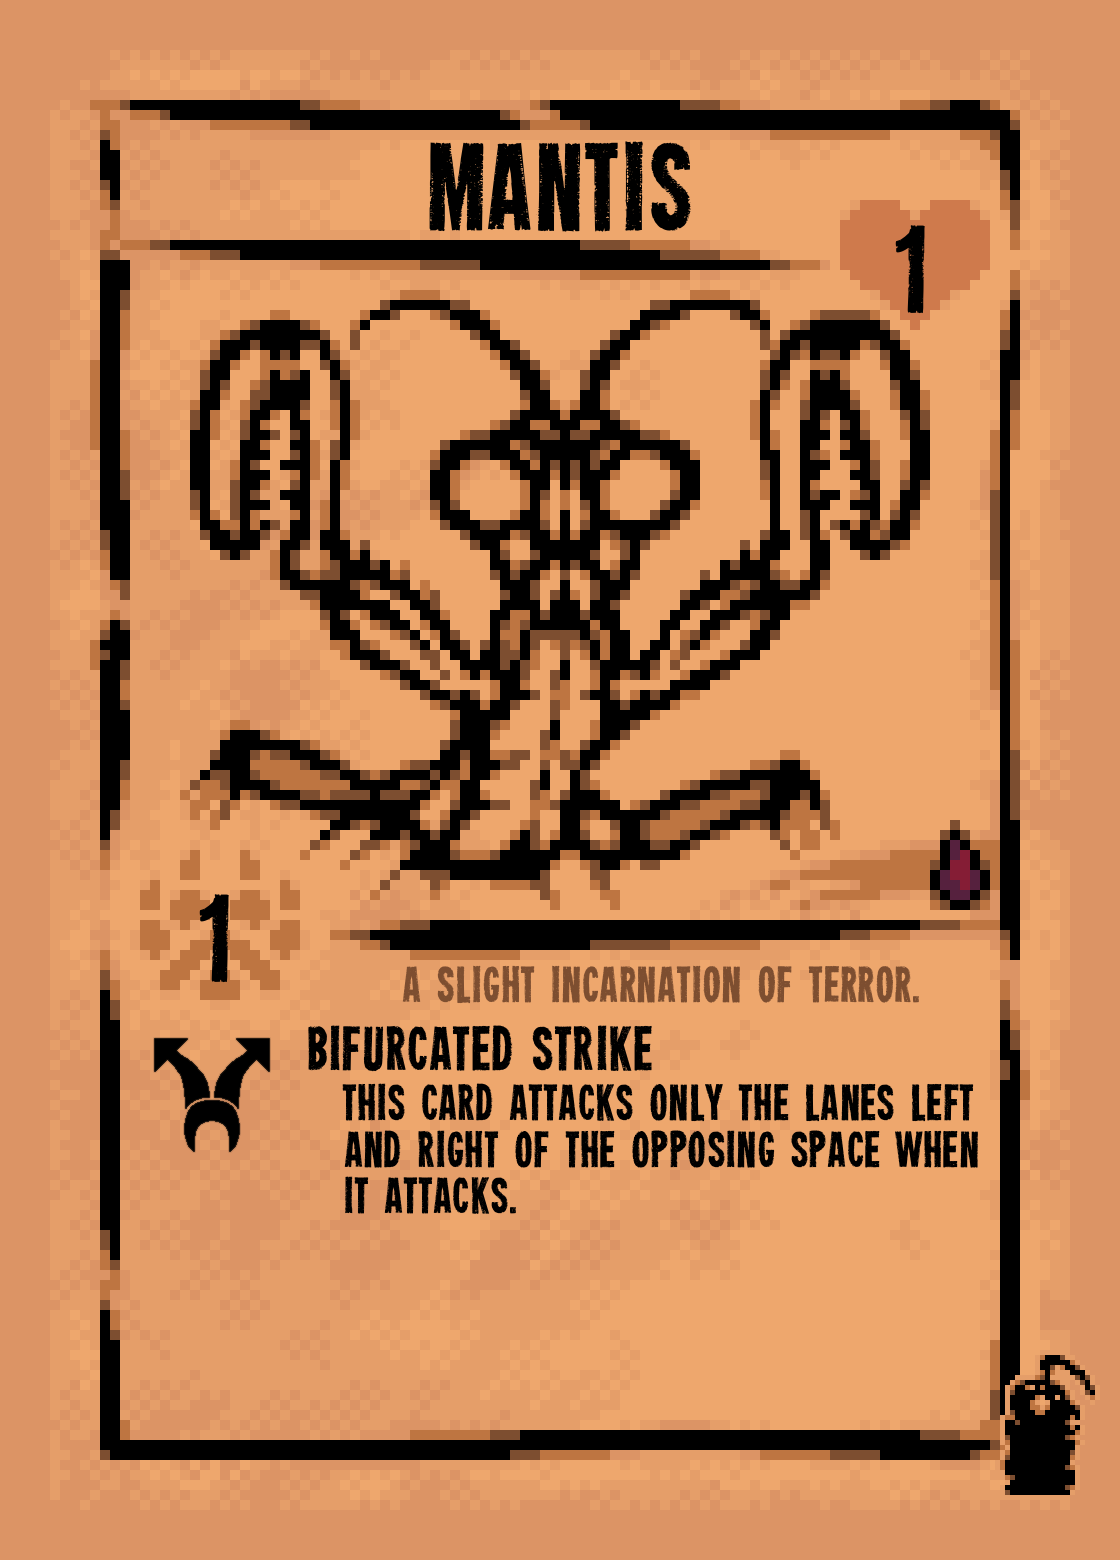 MANTIS
1
1
A SLIGHT INCARNATION OF TERROR.
BIFURCATED STRIKE
THIS CARD ATTACKS ONLY THE LANES LEFT
AND RIGHT OF THE OPPOSING SPACE WHEN
IT ATTACKS.